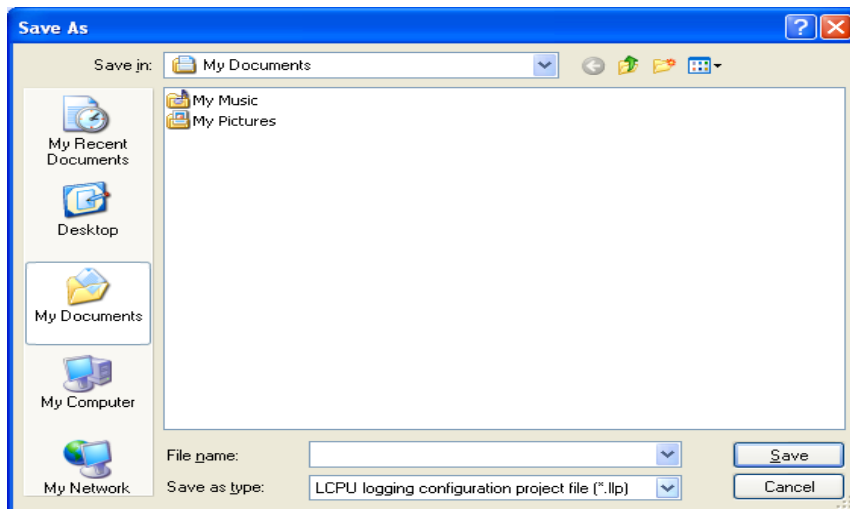 Save As
Save in:
My Documents
My Music
My Pictures
My Recent
Documents
Desktop
My Documents
My Computer
My Network
File name:
Save
Save as type:
LCPU logging configuration project file (*.llp)
Cancel